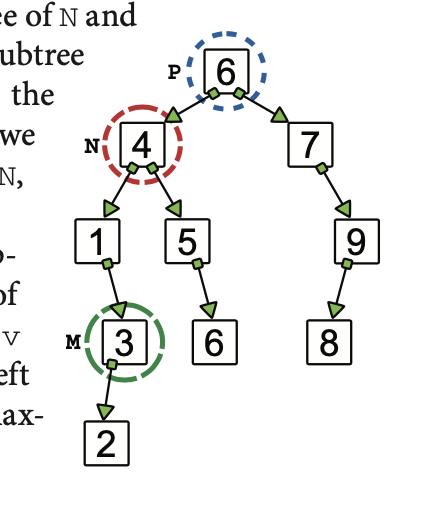 ee of N and
ubtree
the
we
N,
of
v
eft
ax-
P 6
N 4 7
1 5 9
M 3 6 8
2